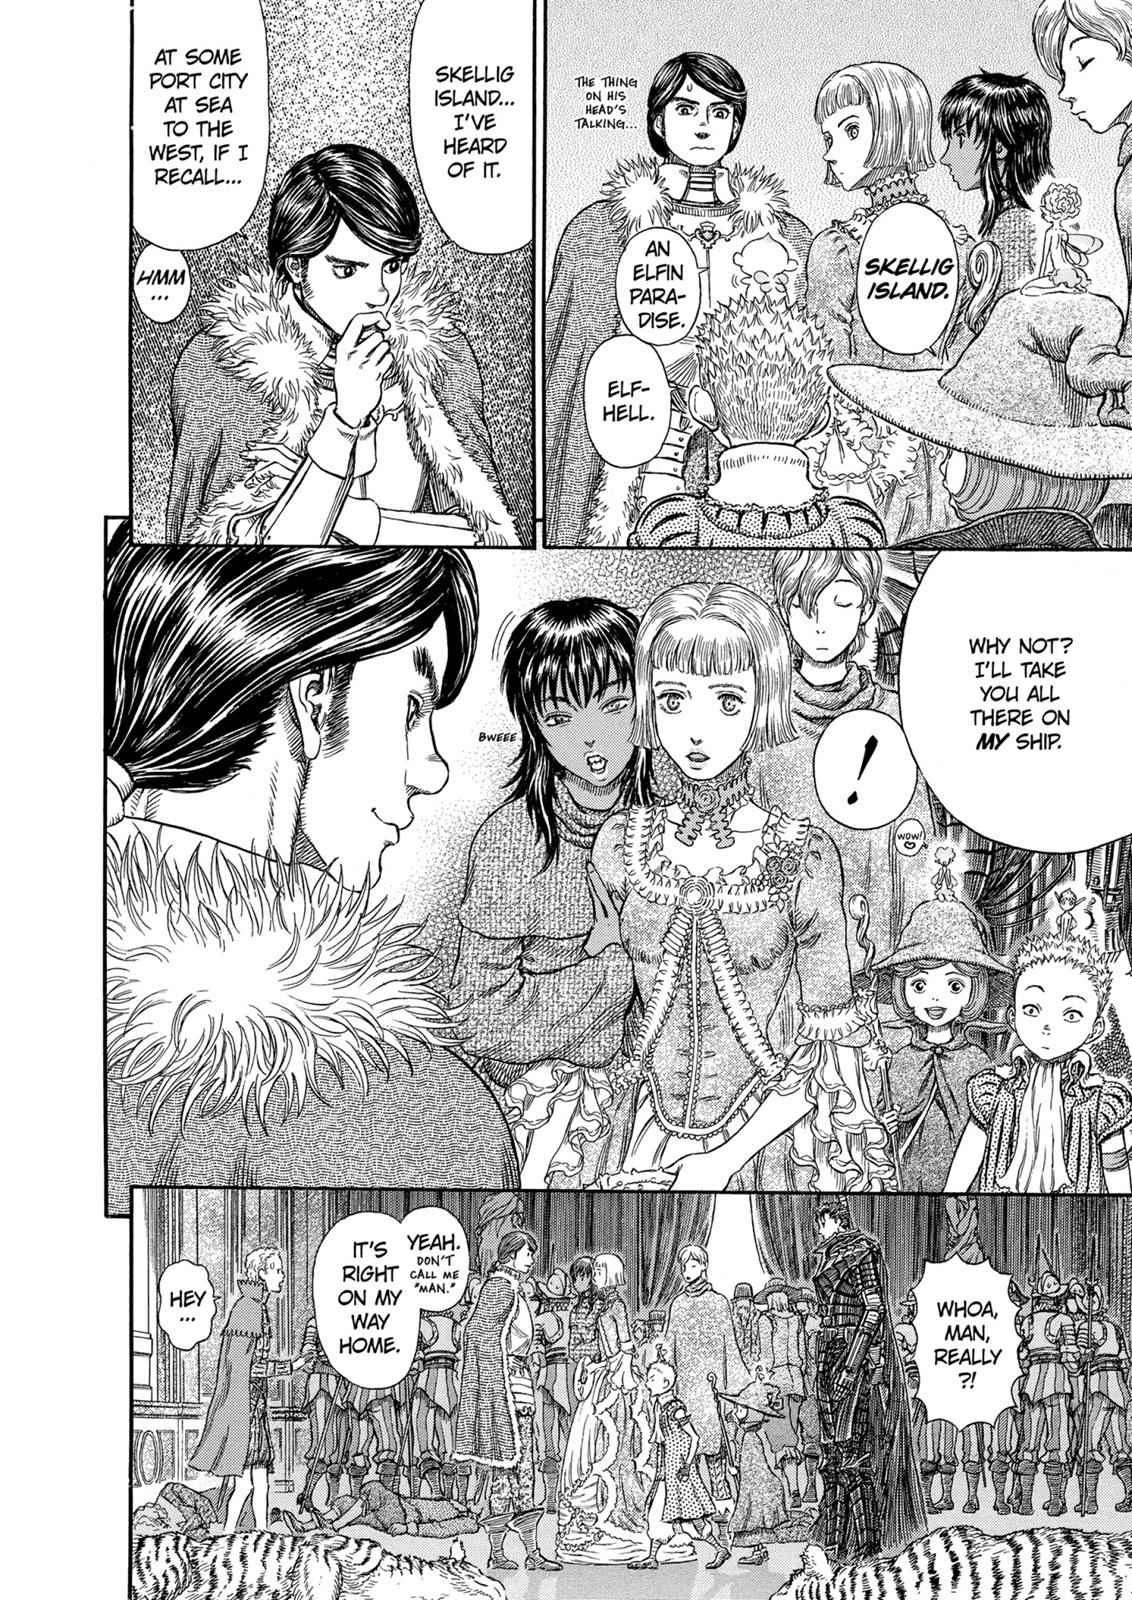 SKELLIG
ISLAND.
AN
ELFIN
PARA-
DISE.
ELF-
HELL.
THE THING
ON HIS
HEAD'S
TALKING...
SKELLIG
ISLAND...
I'VE
HEARD
OF IT.
AT SOME
PORT CITY
AT SEA
TO THE
WEST, IF I
RECALL...
HMM
...
WHY NOT?
I'LL TAKE
YOU ALL
THERE ON
MY SHIP.
!
WOW!
BWEEE
WHOA,
MAN,
REALLY
?!
YEAH.
DON'T
CALL ME
"MAN."
IT'S
RIGHT
ON MY
WAY
HOME.
HEY
...